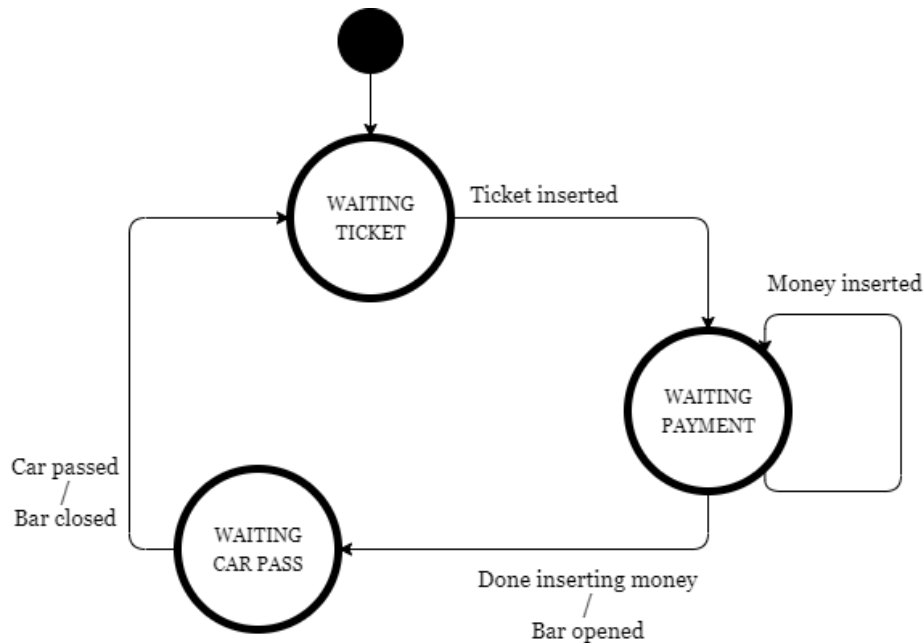 WAITING
TICKET
Ticket inserted
Money inserted
WAITING
PAYMENT
Car passed
/
Bar closed
WAITING
CAR PASS
Done inserting money
/
Bar opened